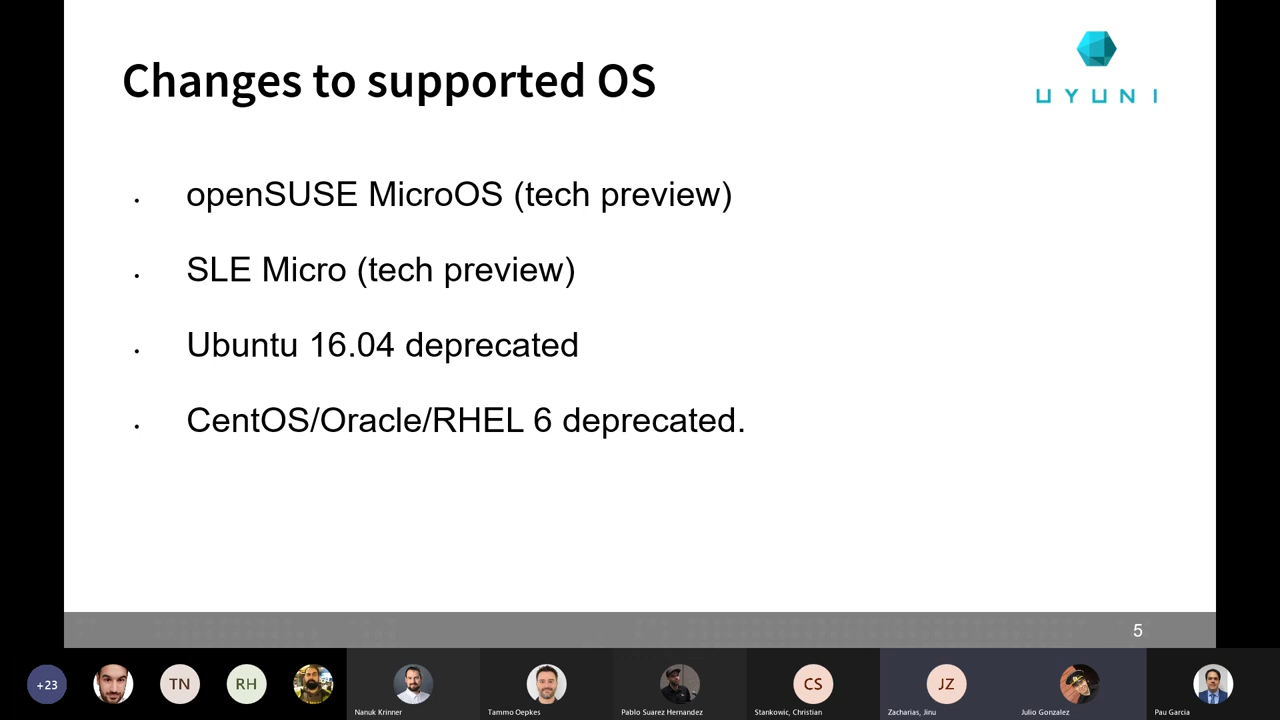 Changes to supported OS
UYUNI
• openSUSE MicroOS (tech preview)
• SLE Micro (tech preview)
• Ubuntu 16.04 deprecated
• CentOS/Oracle/RHEL 6 deprecated.
5
+23
TN
RH
CS
JZ
Nanuk Krinner
Tammo Oepkes
Pablo Suarez Hernandez
Stankowic, Christian
Zacharias, Jinu
Julio Gonzalez
Pau Garcia